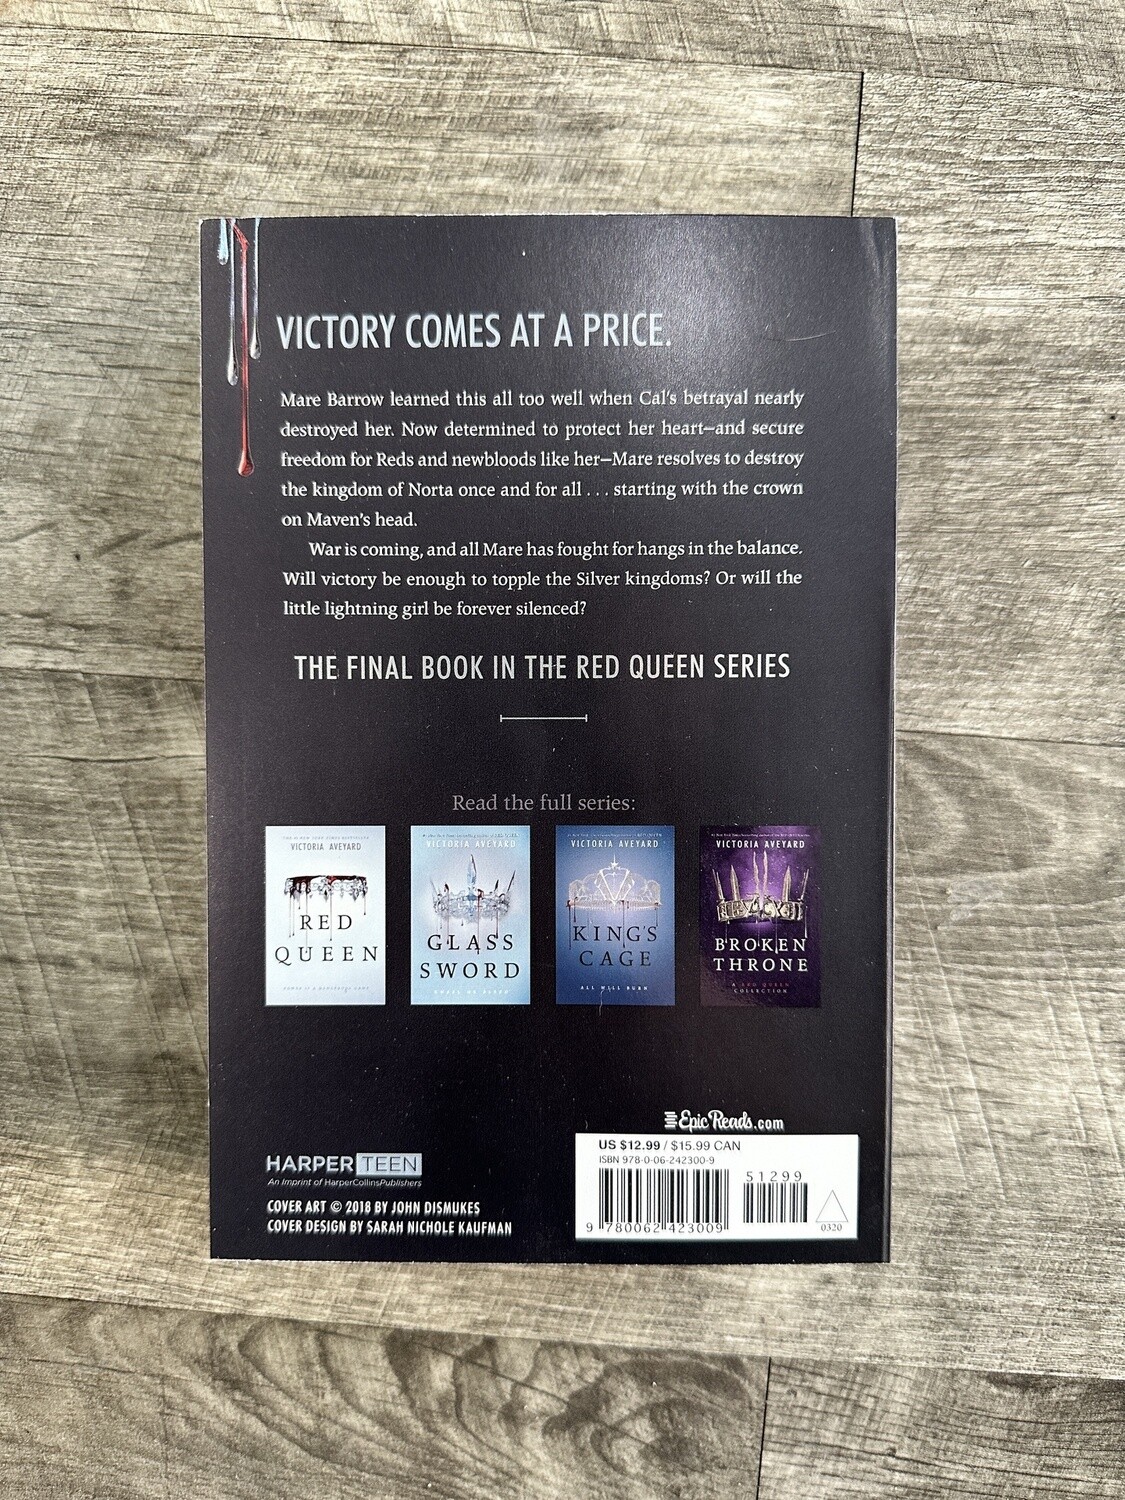 VICTORY COMES AT A PRICE.
Mare Barrow learned this all too well when Cal's betrayal nearly
destroyed her. Now determined to protect her heart—and secure
freedom for Reds and newbloods like her—Mare resolves to destroy
the kingdom of Norta once and for all . . . starting with the crown
on Maven's head.
War is coming, and all Mare has fought for hangs in the balance.
Will victory be enough to topple the Silver kingdoms? Or will the
little lightning girl be forever silenced?
THE FINAL BOOK IN THE RED QUEEN SERIES
Read the full series:
VICTORIA AVEYARD
RED
QUEEN
VICTORIA AVEYARD
GLASS
SWORD
VICTORIA AVEYARD
KING'S
CAGE
ALL WILL BURN
VICTORIA AVEYARD
BROKEN
THRONE
A RED QUEEN
COLLECTION
HARPER TEEN
An Imprint of HarperCollinsPublishers
COVER ART © 2018 BY JOHN DISMUKES
COVER DESIGN BY SARAH NICHOLE KAUFMAN
EpicReads.com
US $12.99 / $15.99 CAN
ISBN 978-0-06-242300-9
51299
9 780062 423009
0320